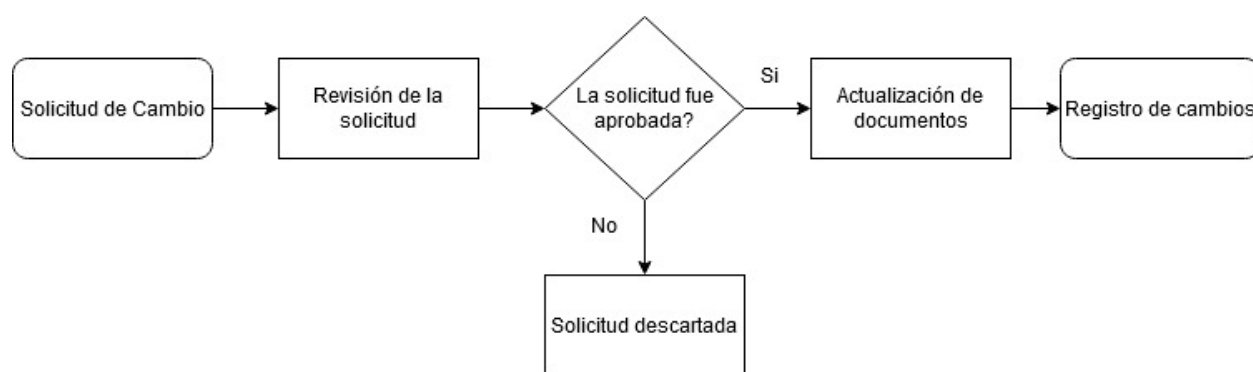 Solicitud de Cambio
Revisión de la
solicitud
La solicitud fue
aprobada?
Si
Actualización de
documentos
Registro de cambios
No
Solicitud descartada